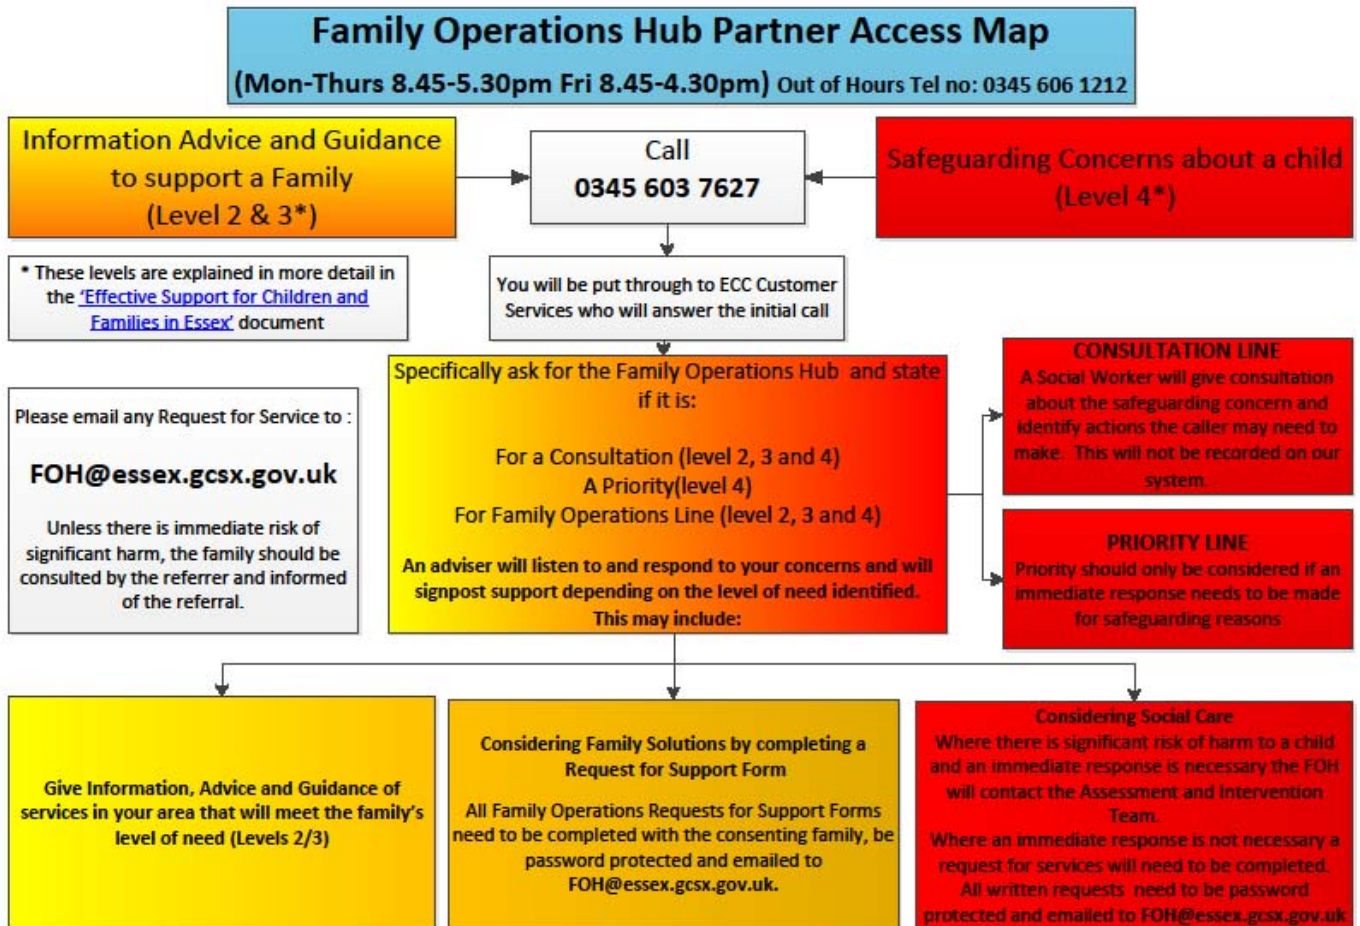 Family Operations Hub Partner Access Map
(Mon-Thurs 8.45-5.30pm Fri 8.45-4.30pm) Out of Hours Tel no: 0345 606 1212
Information Advice and Guidance
to support a Family
(Level 2 & 3*)
Call
0345 603 7627
Safeguarding Concerns about a child
(Level 4*)
* These levels are explained in more detail in
the 'Effective Support for Children and
Families in Essex' document
You will be put through to ECC Customer
Services who will answer the initial call
Please email any Request for Service to :
FOH@essex.gcsx.gov.uk
Unless there is immediate risk of
significant harm, the family should be
consulted by the referrer and informed
of the referral.
Specifically ask for the Family Operations Hub and state
if it is:
For a Consultation (level 2, 3 and 4)
A Priority(level 4)
For Family Operations Line (level 2, 3 and 4)
An adviser will listen to and respond to your concerns and will
signpost support depending on the level of need identified.
This may include:
CONSULTATION LINE
A Social Worker will give consultation
about the safeguarding concern and
identify actions the caller may need to
make. This will not be recorded on our
system.
PRIORITY LINE
Priority should only be considered if an
immediate response needs to be made
for safeguarding reasons
Give Information, Advice and Guidance of
services in your area that will meet the family's
level of need (Levels 2/3)
Considering Family Solutions by completing a
Request for Support Form
All Family Operations Requests for Support Forms
need to be completed with the consenting family, be
password protected and emailed to
FOH@essex.gcsx.gov.uk.
Considering Social Care
Where there is significant risk of harm to a child
and an immediate response is necessary the FOH
will contact the Assessment and Intervention
Team.
Where an immediate response is not necessary a
request for services will need to be completed.
All written requests need to be password
protected and emailed to FOH@essex.gcsx.gov.uk